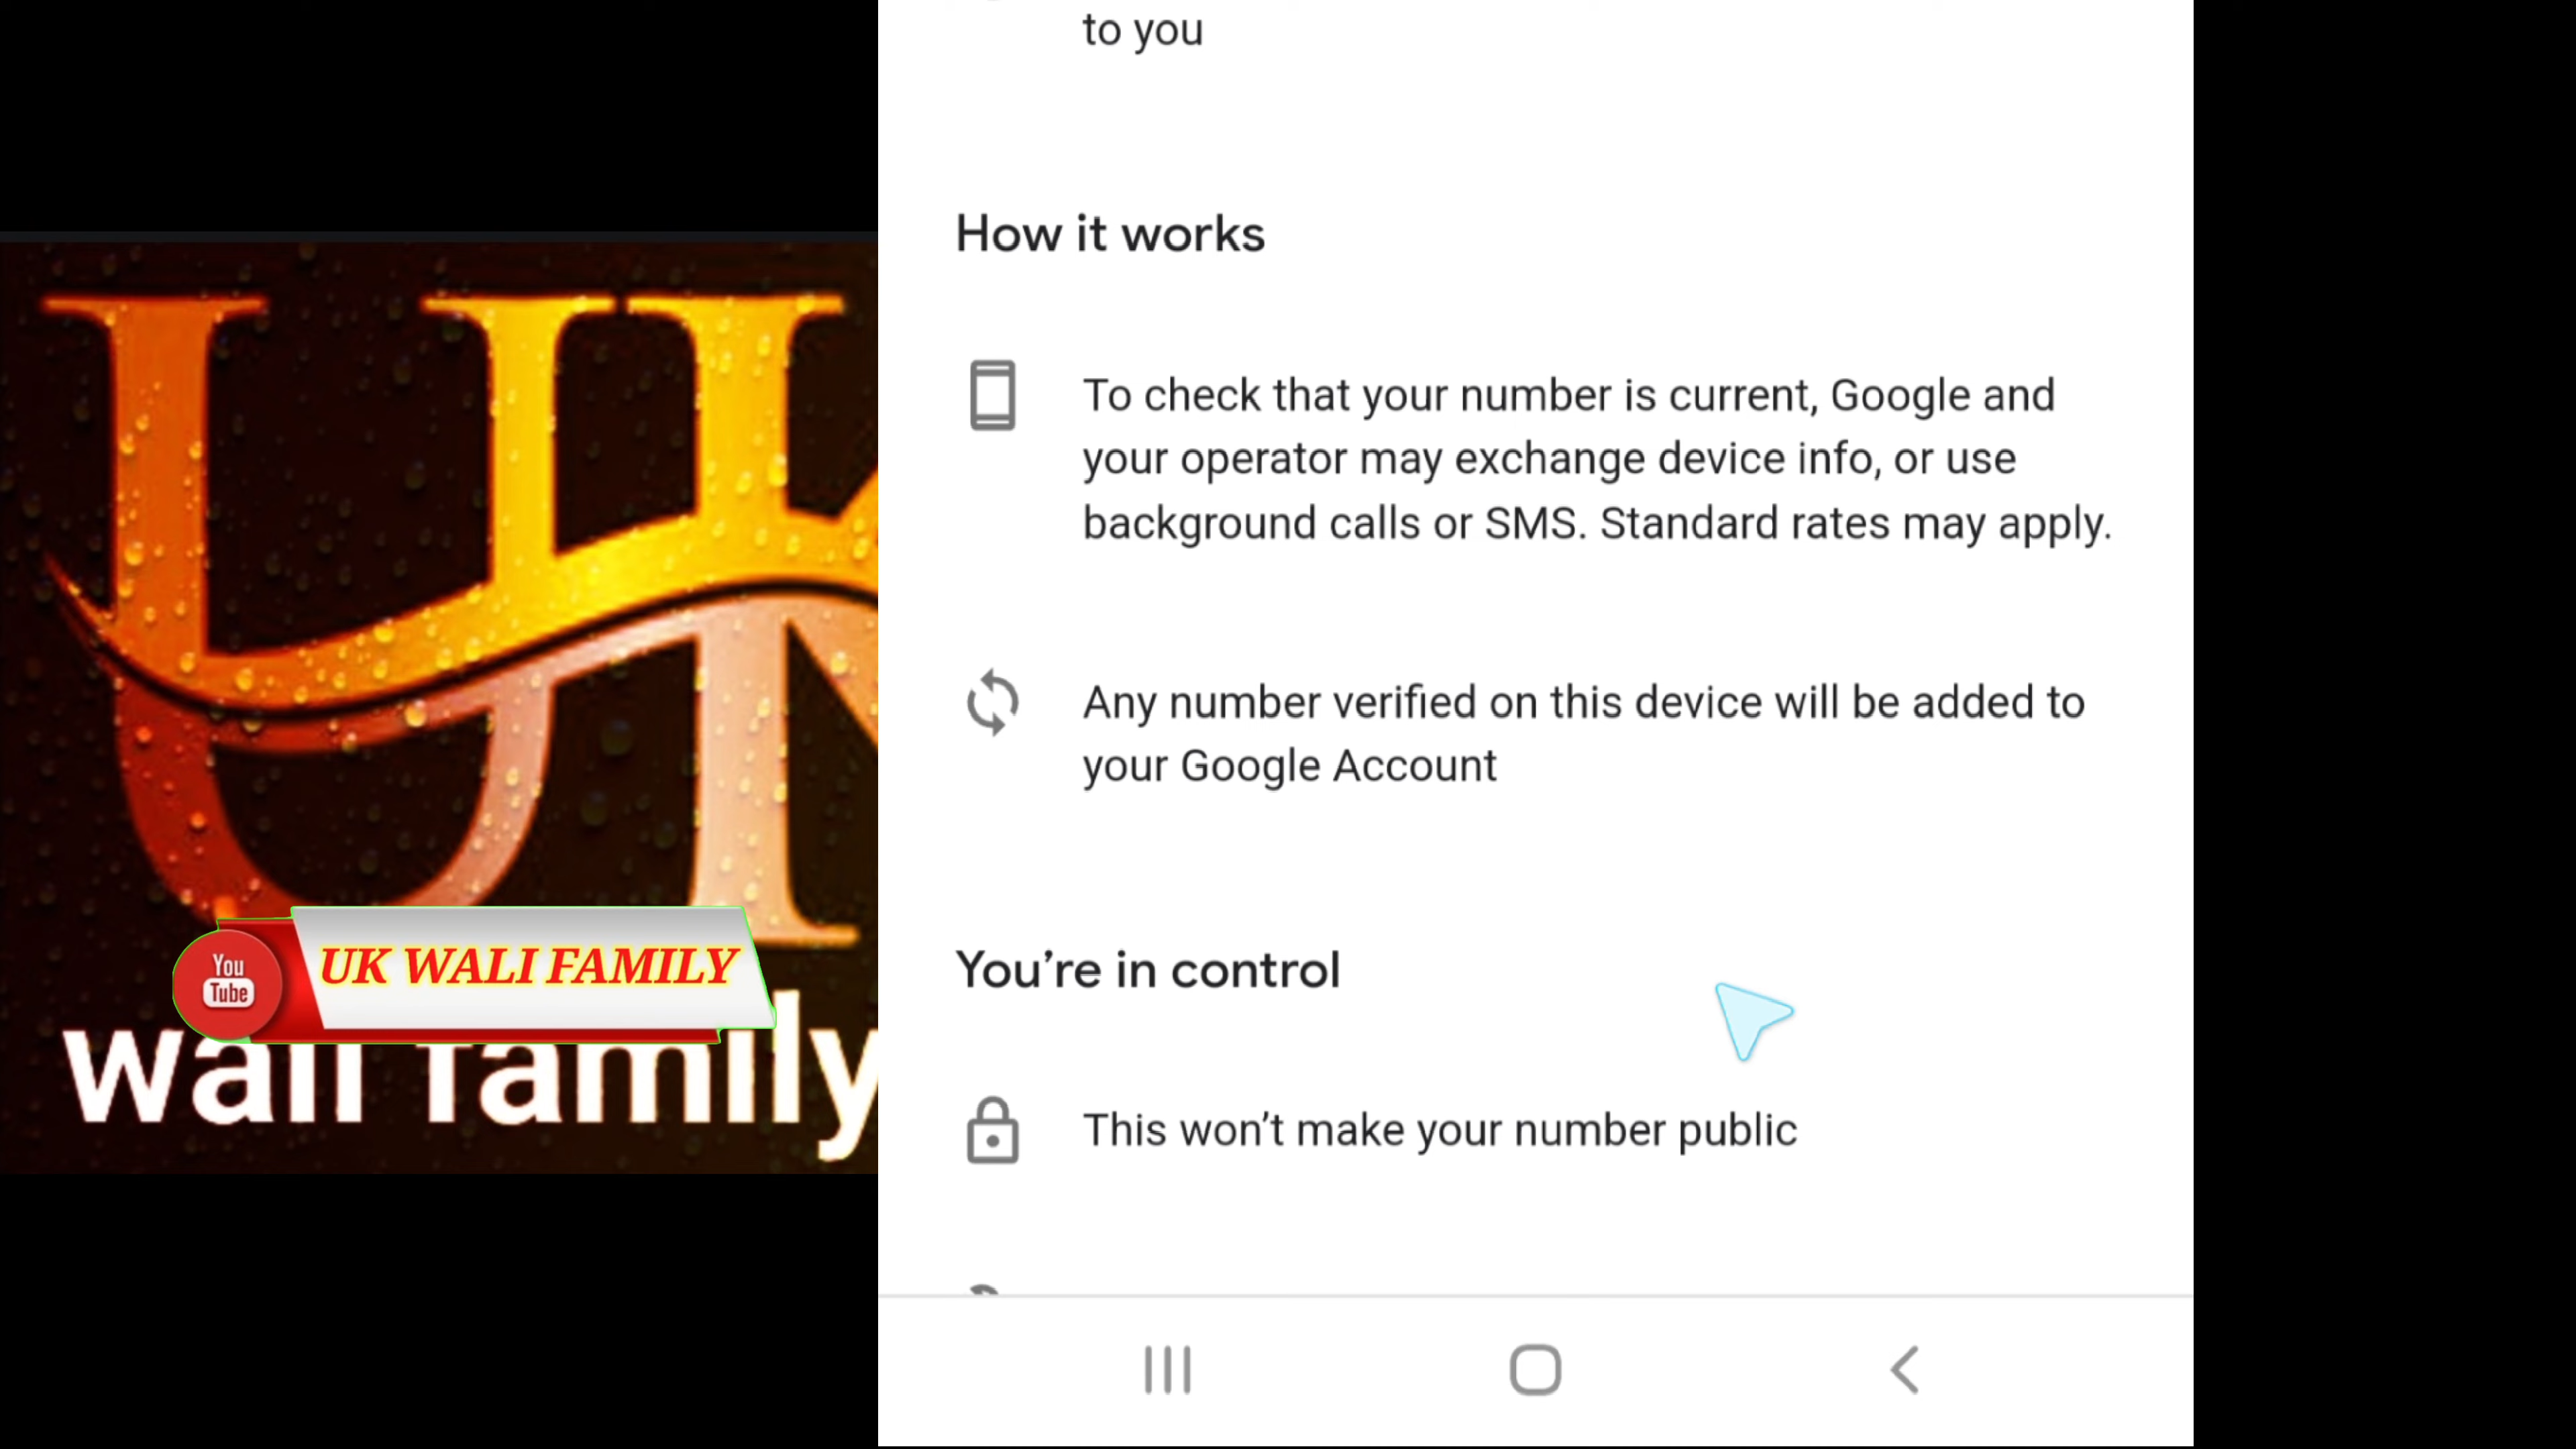 UK
You
Tube
UK WALI FAMILY
wali family
to you
How it works
To check that your number is current, Google and
your operator may exchange device info, or use
background calls or SMS. Standard rates may apply.
Any number verified on this device will be added to
your Google Account
You’re in control
This won’t make your number public